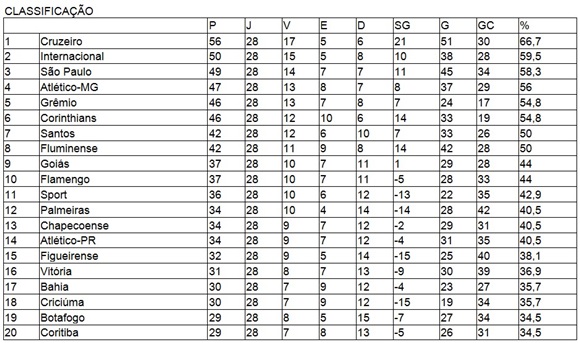 CLASSIFICAÇÃO
P J V E D SG G GC %
1 Cruzeiro 56 28 17 5 6 21 51 30 66,7
2 Internacional 50 28 15 5 8 10 38 28 59,5
3 São Paulo 49 28 14 7 7 11 45 34 58,3
4 Atlético-MG 47 28 13 8 7 8 37 29 56
5 Grêmio 46 28 13 7 8 7 24 17 54,8
6 Corinthians 46 28 12 10 6 14 33 19 54,8
7 Santos 42 28 12 6 10 7 33 26 50
8 Fluminense 42 28 11 9 8 14 42 28 50
9 Goiás 37 28 10 7 11 1 29 28 44
10 Flamengo 37 28 10 7 11 -5 28 33 44
11 Sport 36 28 10 6 12 -13 22 35 42,9
12 Palmeiras 34 28 10 4 14 -14 28 42 40,5
13 Chapecoense 34 28 9 7 12 -2 29 31 40,5
14 Atlético-PR 34 28 9 7 12 -4 31 35 40,5
15 Figueirense 32 28 9 5 14 -15 25 40 38,1
16 Vitória 31 28 8 7 13 -9 30 39 36,9
17 Bahia 30 28 7 9 12 -4 23 27 35,7
18 Criciúma 30 28 7 9 12 -15 19 34 35,7
19 Botafogo 29 28 8 5 15 -7 27 34 34,5
20 Coritiba 29 28 7 8 13 -5 26 31 34,5